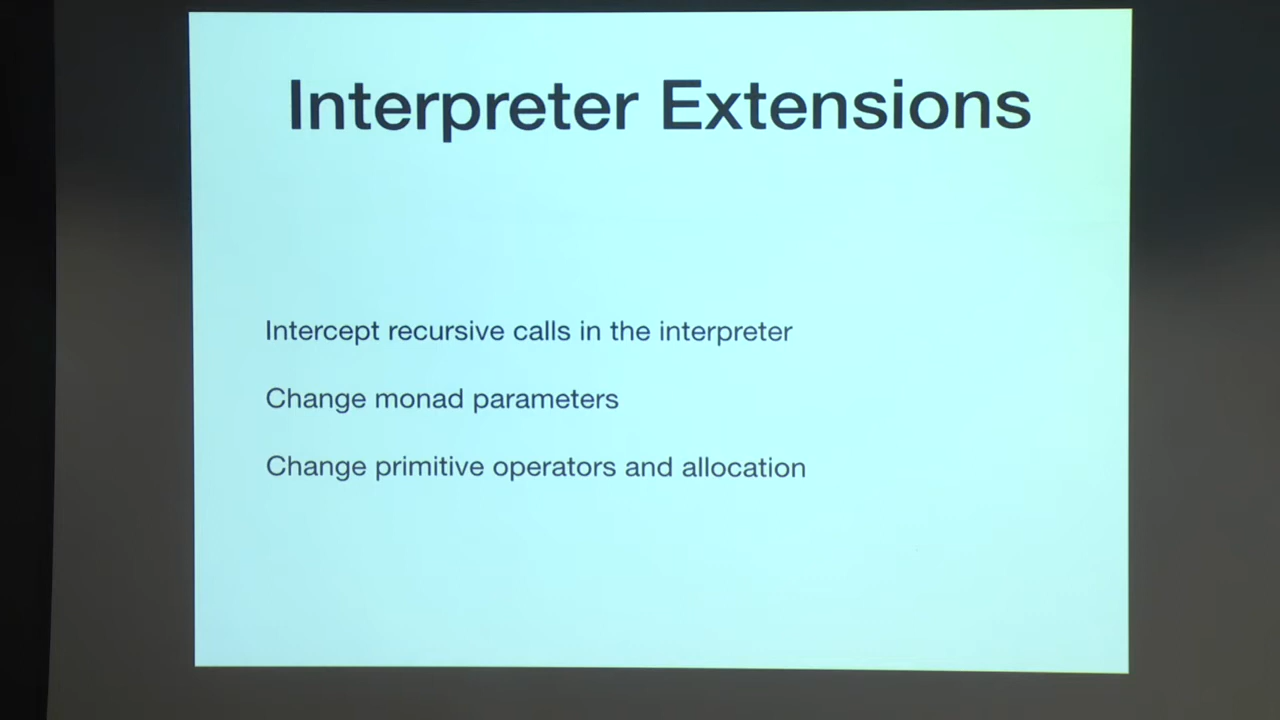 Interpreter Extensions
Intercept recursive calls in the interpreter
Change monad parameters
Change primitive operators and allocation